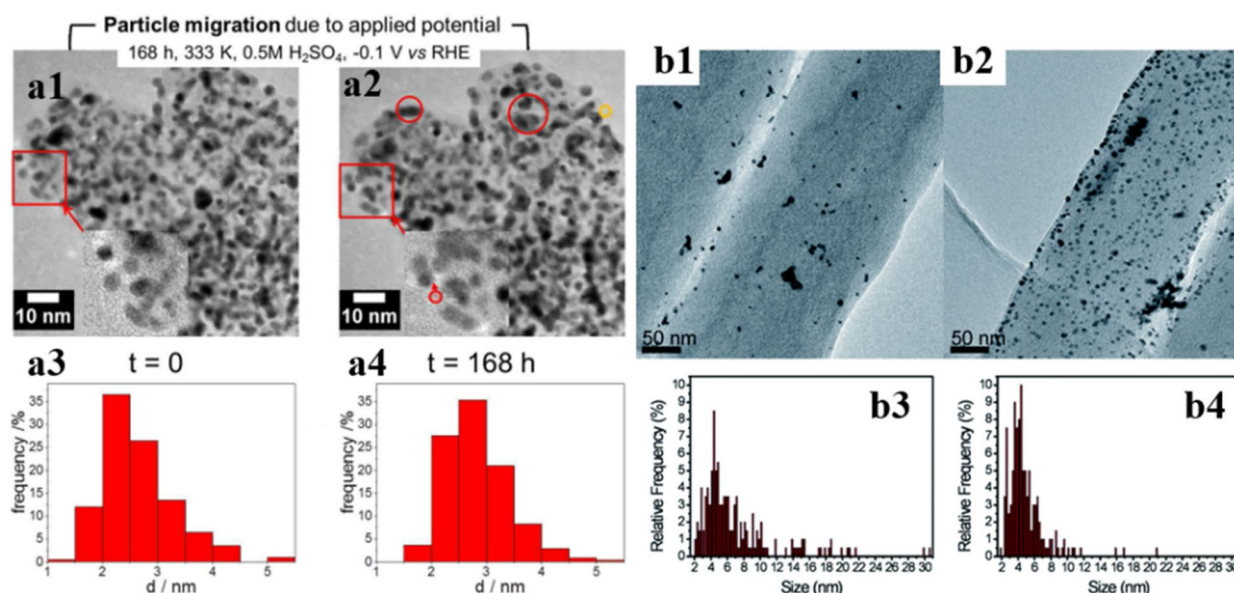 Particle migration due to applied potential
168 h, 333 K, 0.5M H₂SO₄, -0.1 V vs RHE
a1
a2
10 nm
10 nm
b1
b2
50 nm
50 nm
a3
t = 0
frequency /%
35
30
25
20
15
10
5
0
1 2 3 4 5
d / nm
a4
t = 168 h
frequency /%
35
30
25
20
15
10
5
0
1 2 3 4 5
d / nm
b3
Relative Frequency (%)
10
9
8
7
6
5
4
3
2
1
0
2 4 6 8 10 12 14 16 18 20 22 24 26 28 30
Size (nm)
b4
Relative Frequency (%)
10
9
8
7
6
5
4
3
2
1
0
2 4 6 8 10 12 14 16 18 20 22 24 26 28 30
Size (nm)